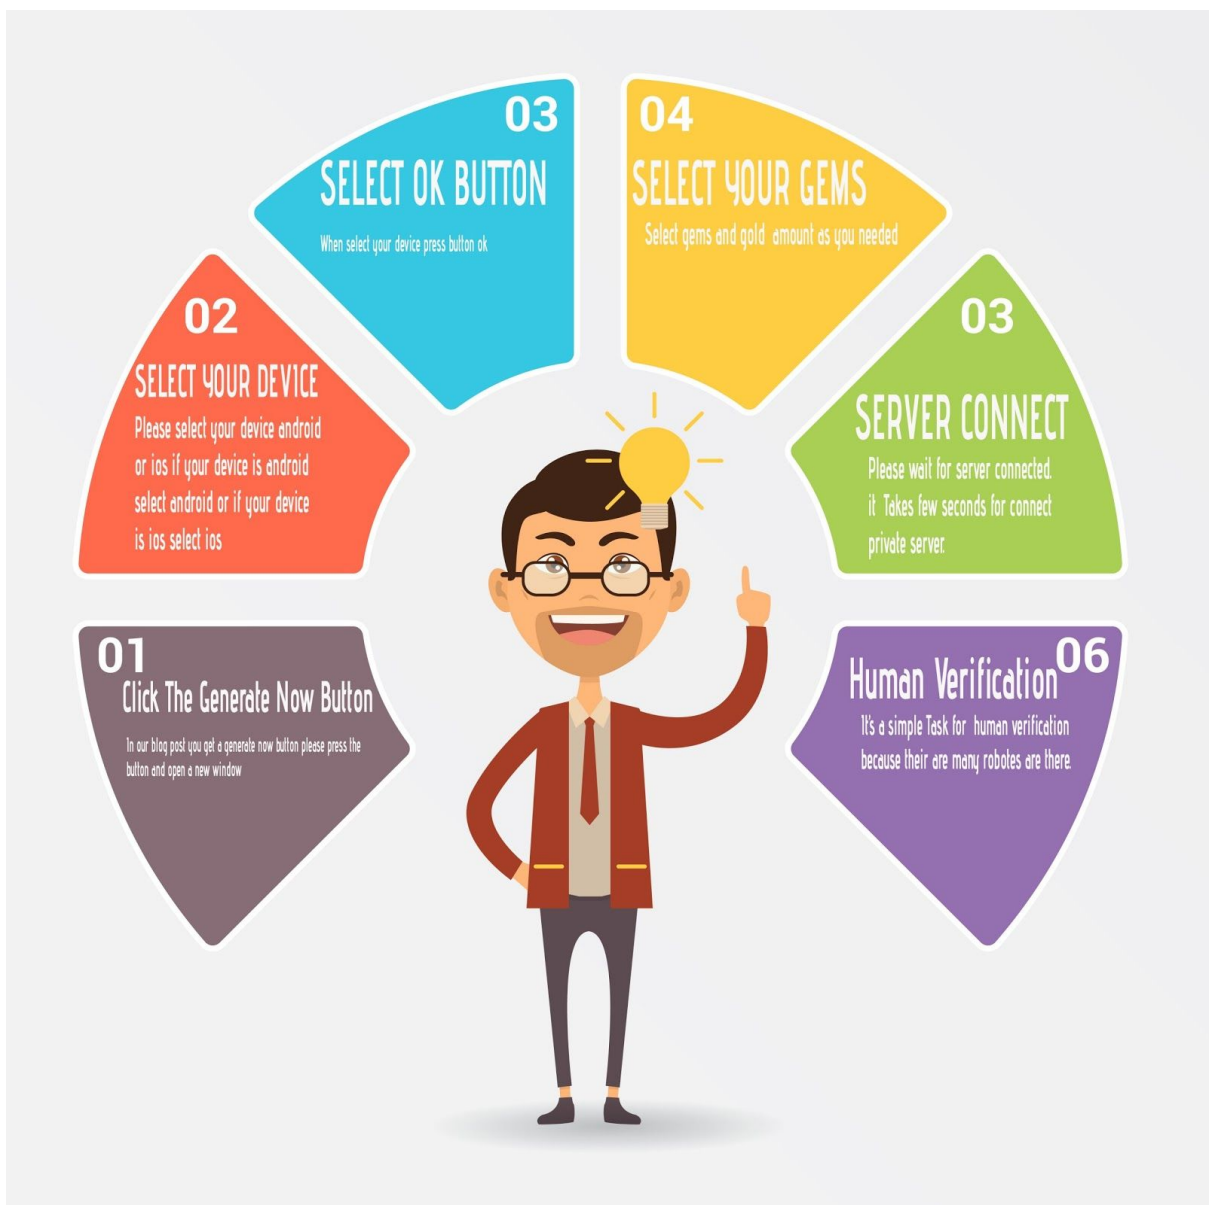 01
Click The Generate Now Button
In our blog post you get a generate now button please press the
button and open a new window
02
SELECT YOUR DEVICE
Please select your device android
or ios if your device is android
select android or if your device
is ios select ios
03
SELECT OK BUTTON
When select your device press button ok
04
SELECT YOUR GEMS
Select gems and gold amount as you needed
03
SERVER CONNECT
Please wait for server connected.
it Takes few seconds for connect
private server.
06
Human Verification
It's a simple Task for human verification
because their are many robotes are there.